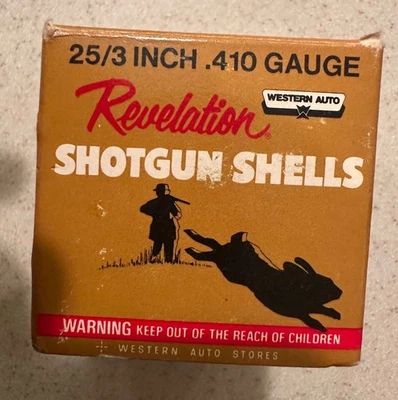 25/3 INCH .410 GAUGE
Revelation
WESTERN AUTO
SHOTGUN SHELLS
WARNING KEEP OUT OF THE REACH OF CHILDREN
WESTERN AUTO STORES